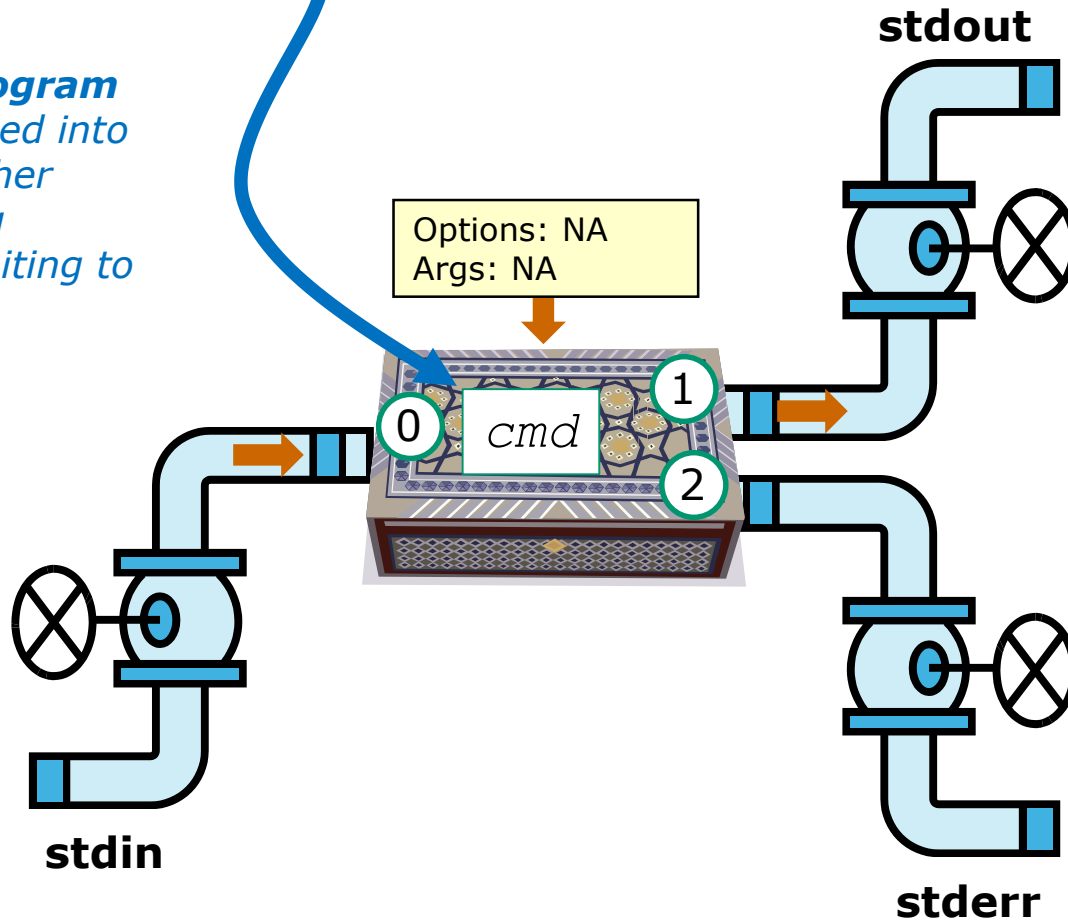 stdout
ogram
ed into
her
iting to
Options: NA
Args: NA
0
cmd
1
2
stdin
stderr